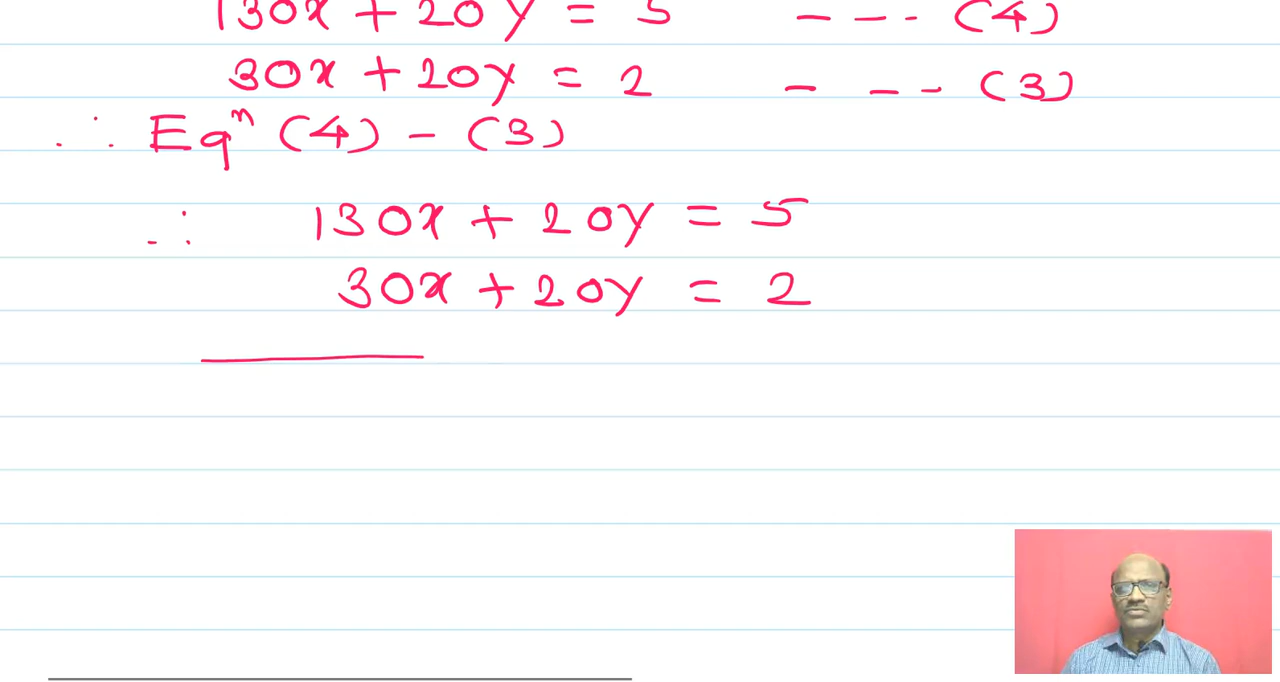 130x + 20y = 5 - - - - (4)
30x + 20y = 2 - - - - (3)
∴ Eqⁿ (4) - (3)
∴ 130x + 20y = 5
30x + 20y = 2